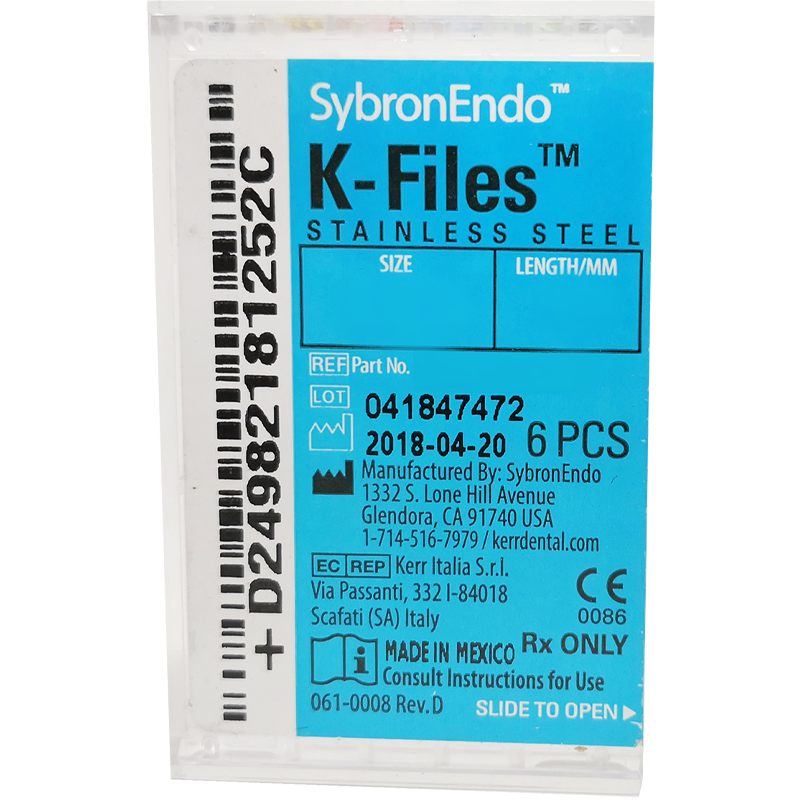 SybronEndo™
K-Files™
STAINLESS STEEL
SIZE
LENGTH/MM
REF Part No.
LOT 041847472
2018-04-20 6 PCS
Manufactured By: SybronEndo
1332 S. Lone Hill Avenue
Glendora, CA 91740 USA
1-714-516-7979 / kerrdental.com
EC REP Kerr Italia S.r.l.
Via Passanti, 332 I-84018
Scafati (SA) Italy
CE
0086
i MADE IN MEXICO Rx ONLY
Consult Instructions for Use
061-0008 Rev.D SLIDE TO OPEN
+D2498218181252C